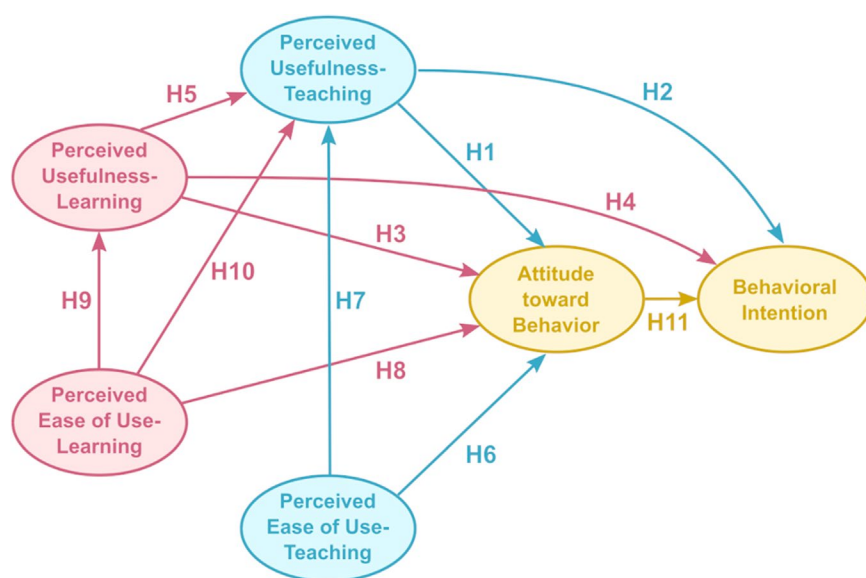 Perceived
Usefulness-
Teaching
H5
H2
Perceived
Usefulness-
Learning
H1
H4
H3
H10
Attitude
toward
Behavior
Behavioral
Intention
H9
H7
H11
H8
Perceived
Ease of Use-
Learning
H6
Perceived
Ease of Use-
Teaching